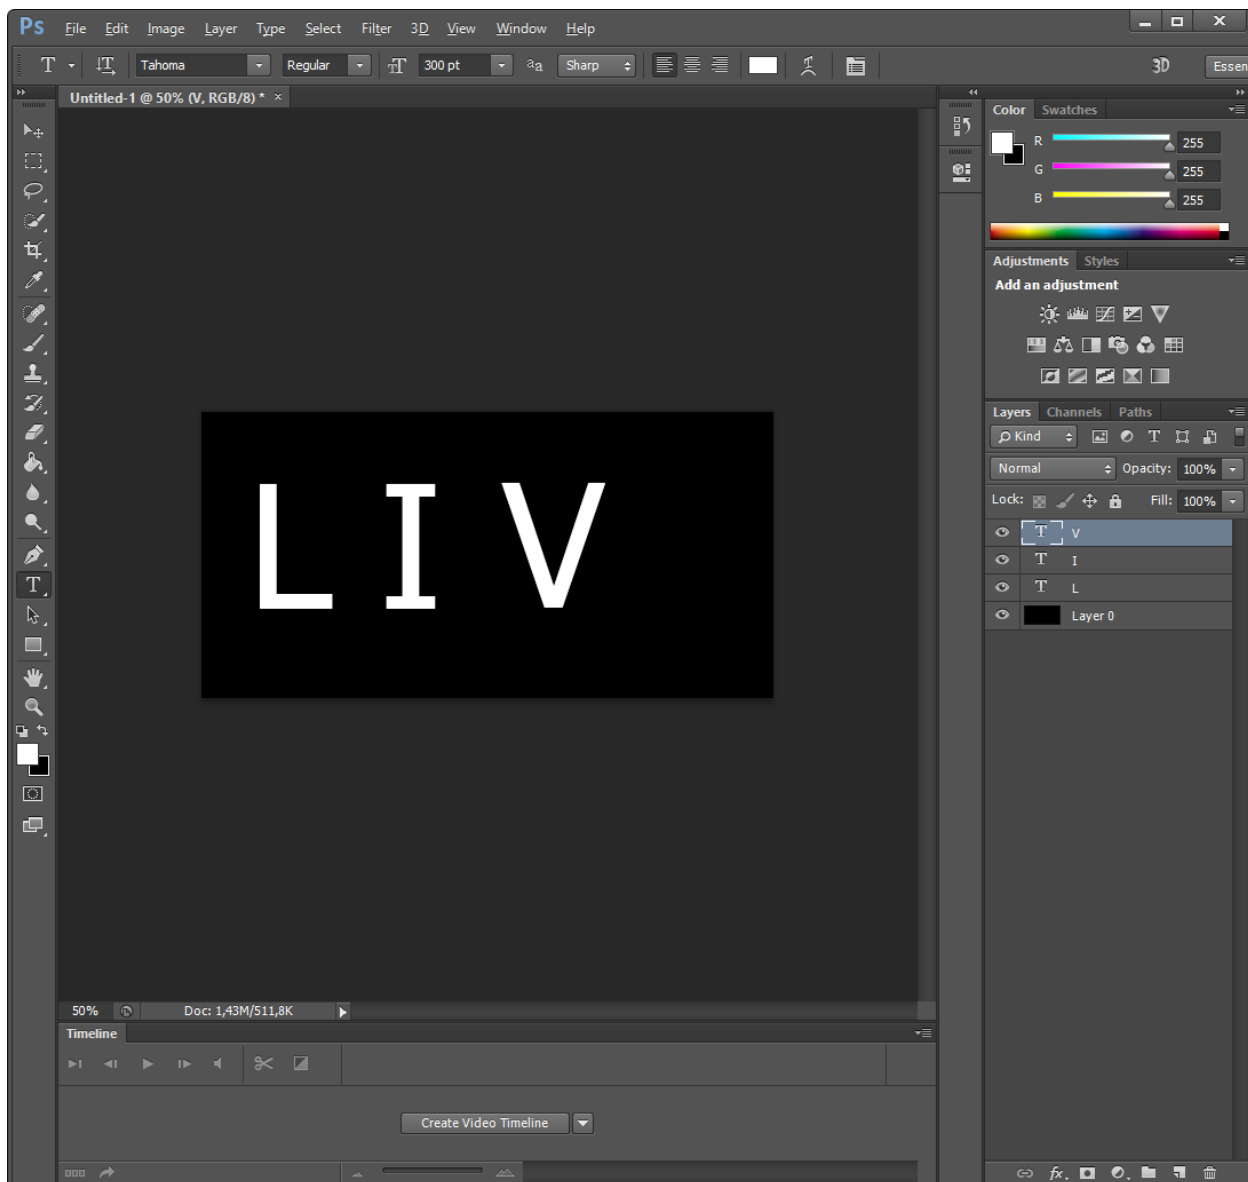 Ps File Edit Image Layer Type Select Filter 3D View Window Help
T Tahoma Regular 300 pt aa Sharp 3D Essen
Untitled-1 @ 50% (V, RGB/8) * ×
Color Swatches
R 255
G 255
B 255
Adjustments Styles
Add an adjustment
Layers Channels Paths
Kind
Normal Opacity: 100%
Lock: Fill: 100%
T V
T I
T L
Layer 0
L I V
50% Doc: 1,43M/511,8K
Timeline
Create Video Timeline
fx.